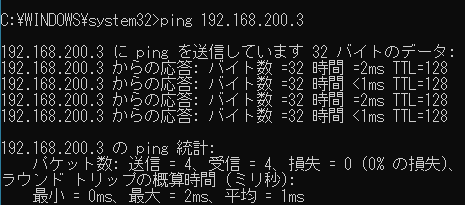 C:¥WINDOWS¥system32>ping 192.168.200.3
192.168.200.3 に ping を送信しています 32 バイトのデータ:
192.168.200.3 からの応答: バイト数 =32 時間 =2ms TTL=128
192.168.200.3 からの応答: バイト数 =32 時間 <1ms TTL=128
192.168.200.3 からの応答: バイト数 =32 時間 =2ms TTL=128
192.168.200.3 からの応答: バイト数 =32 時間 <1ms TTL=128
192.168.200.3 の ping 統計:
パケット数: 送信 = 4、受信 = 4、損失 = 0 (0% の損失)、
ラウンド トリップの概算時間 (ミリ秒):
最小 = 0ms、最大 = 2ms、平均 = 1ms